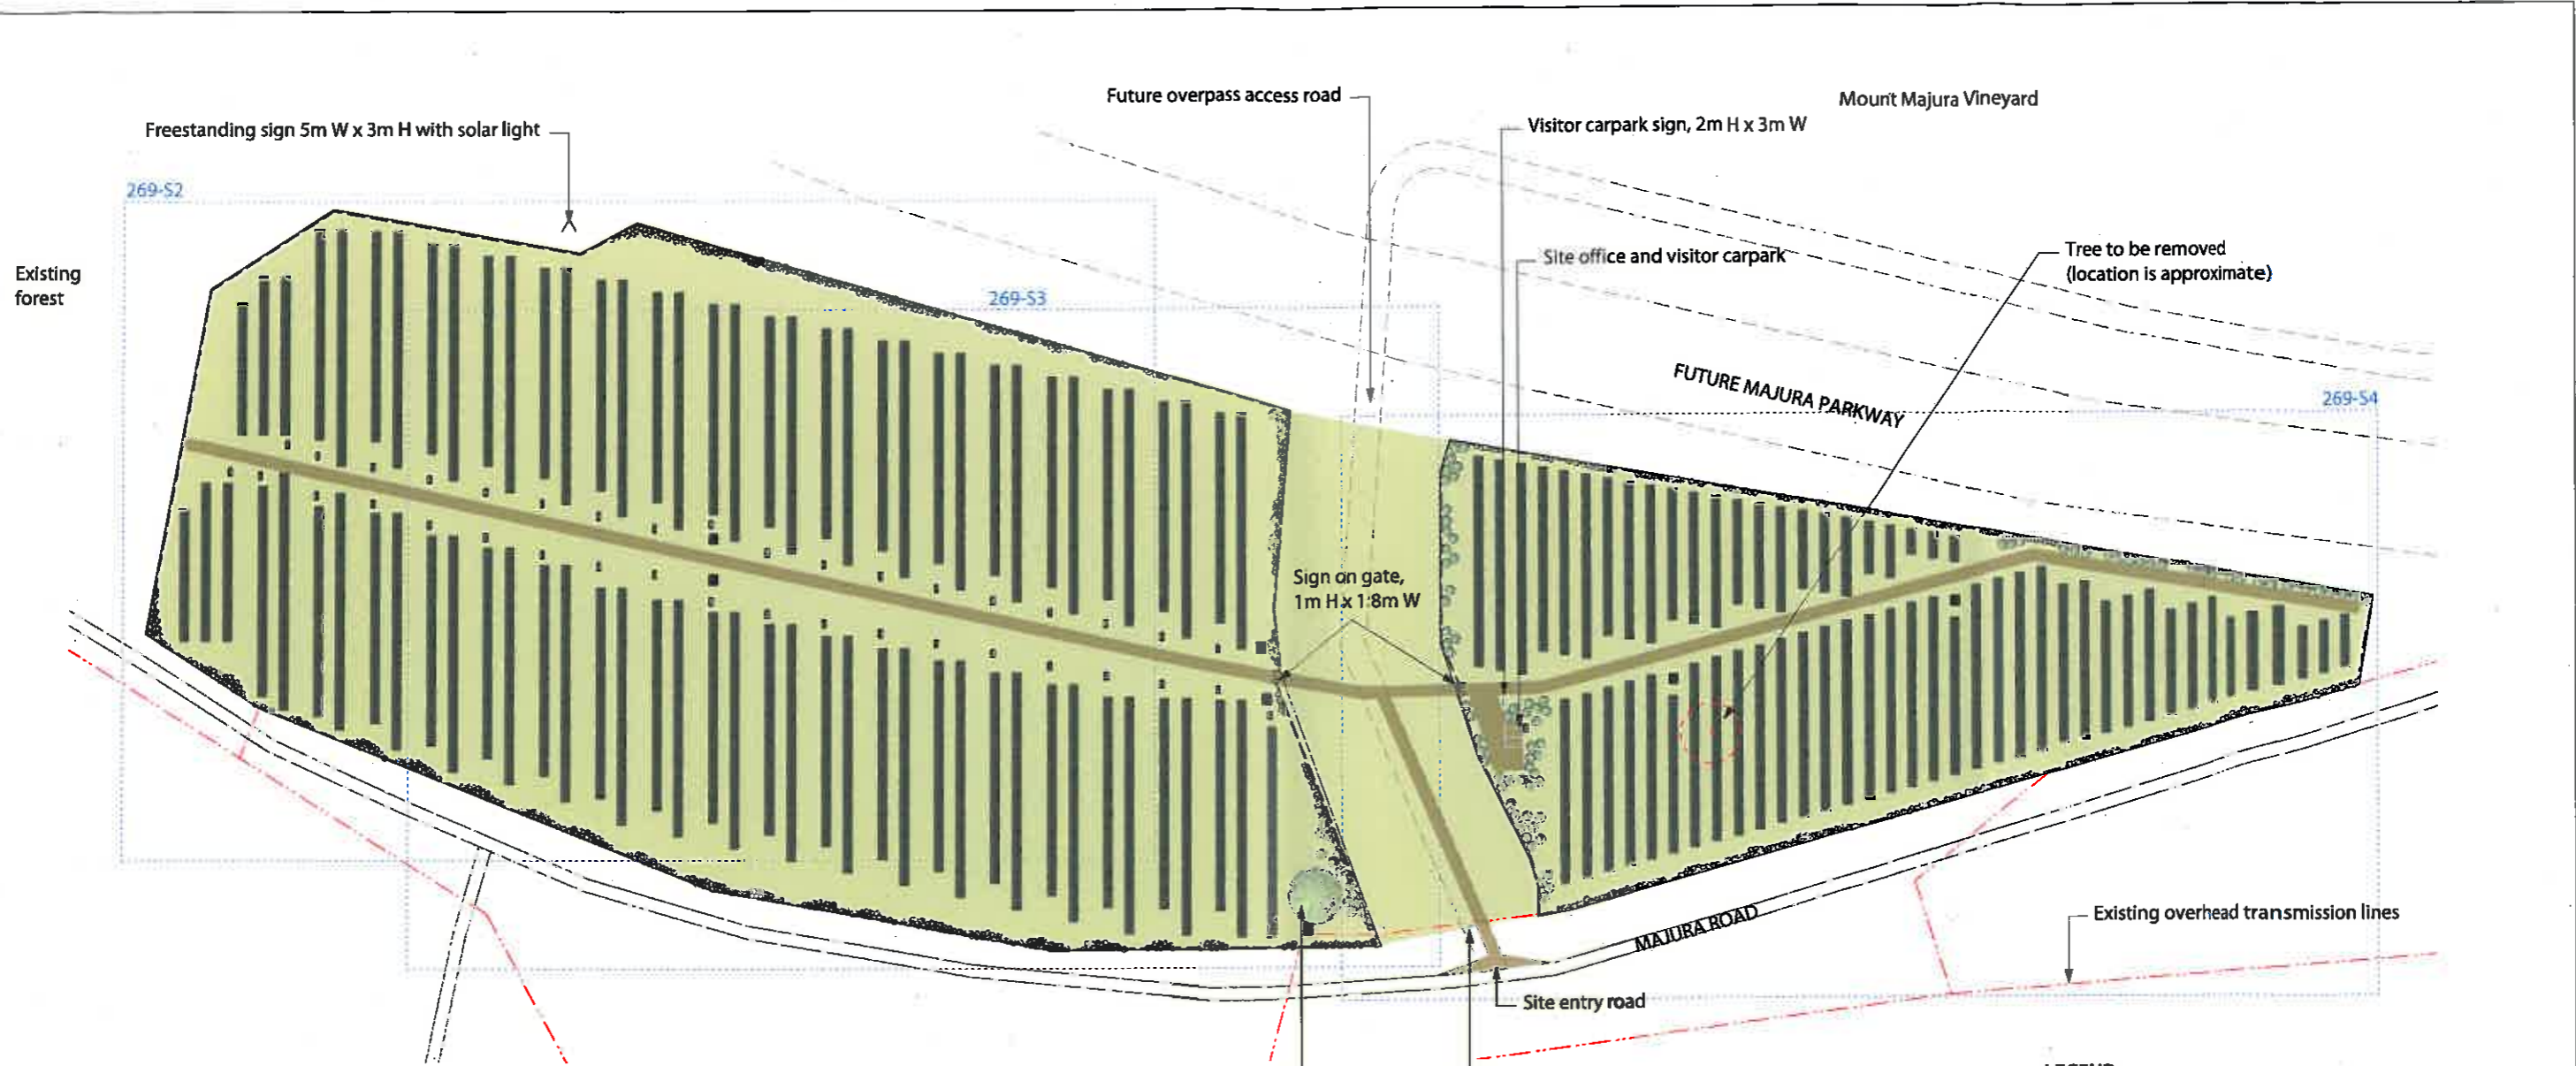 Future overpass access road
Mount Majura Vineyard
Freestanding sign 5m W x 3m H with solar light
Visitor carpark sign, 2m H x 3m W
269-S2
Existing
forest
Site office and visitor carpark
Tree to be removed
(location is approximate)
269-S3
FUTURE MAJURA PARKWAY
269-S4
Sign on gate,
1m H x 1.8m W
MAJURA ROAD
Existing overhead transmission lines
Site entry road